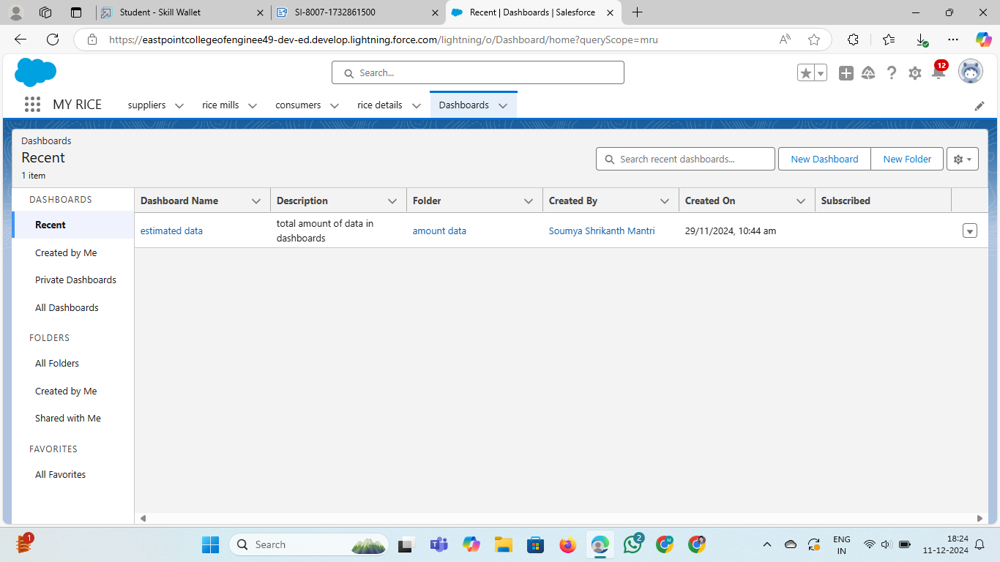 Student - Skill Wallet
SI-8007-1732861500
Recent | Dashboards | Salesforce
https://eastpointcollegeofenginee49-dev-ed.develop.lightning.force.com/lightning/o/Dashboard/home?queryScope=mru
Search...
12
MY RICE
suppliers
rice mills
consumers
rice details
Dashboards
Dashboards
Recent
1 item
Search recent dashboards...
New Dashboard
New Folder
DASHBOARDS
Recent
Created by Me
Private Dashboards
All Dashboards
FOLDERS
All Folders
Created by Me
Shared with Me
FAVORITES
All Favorites
Dashboard Name
Description
Folder
Created By
Created On
Subscribed
estimated data
total amount of data in
dashboards
amount data
Soumya Shrikanth Mantri
29/11/2024, 10:44 am
1
Search
2
M
ENG
IN
18:24
11-12-2024